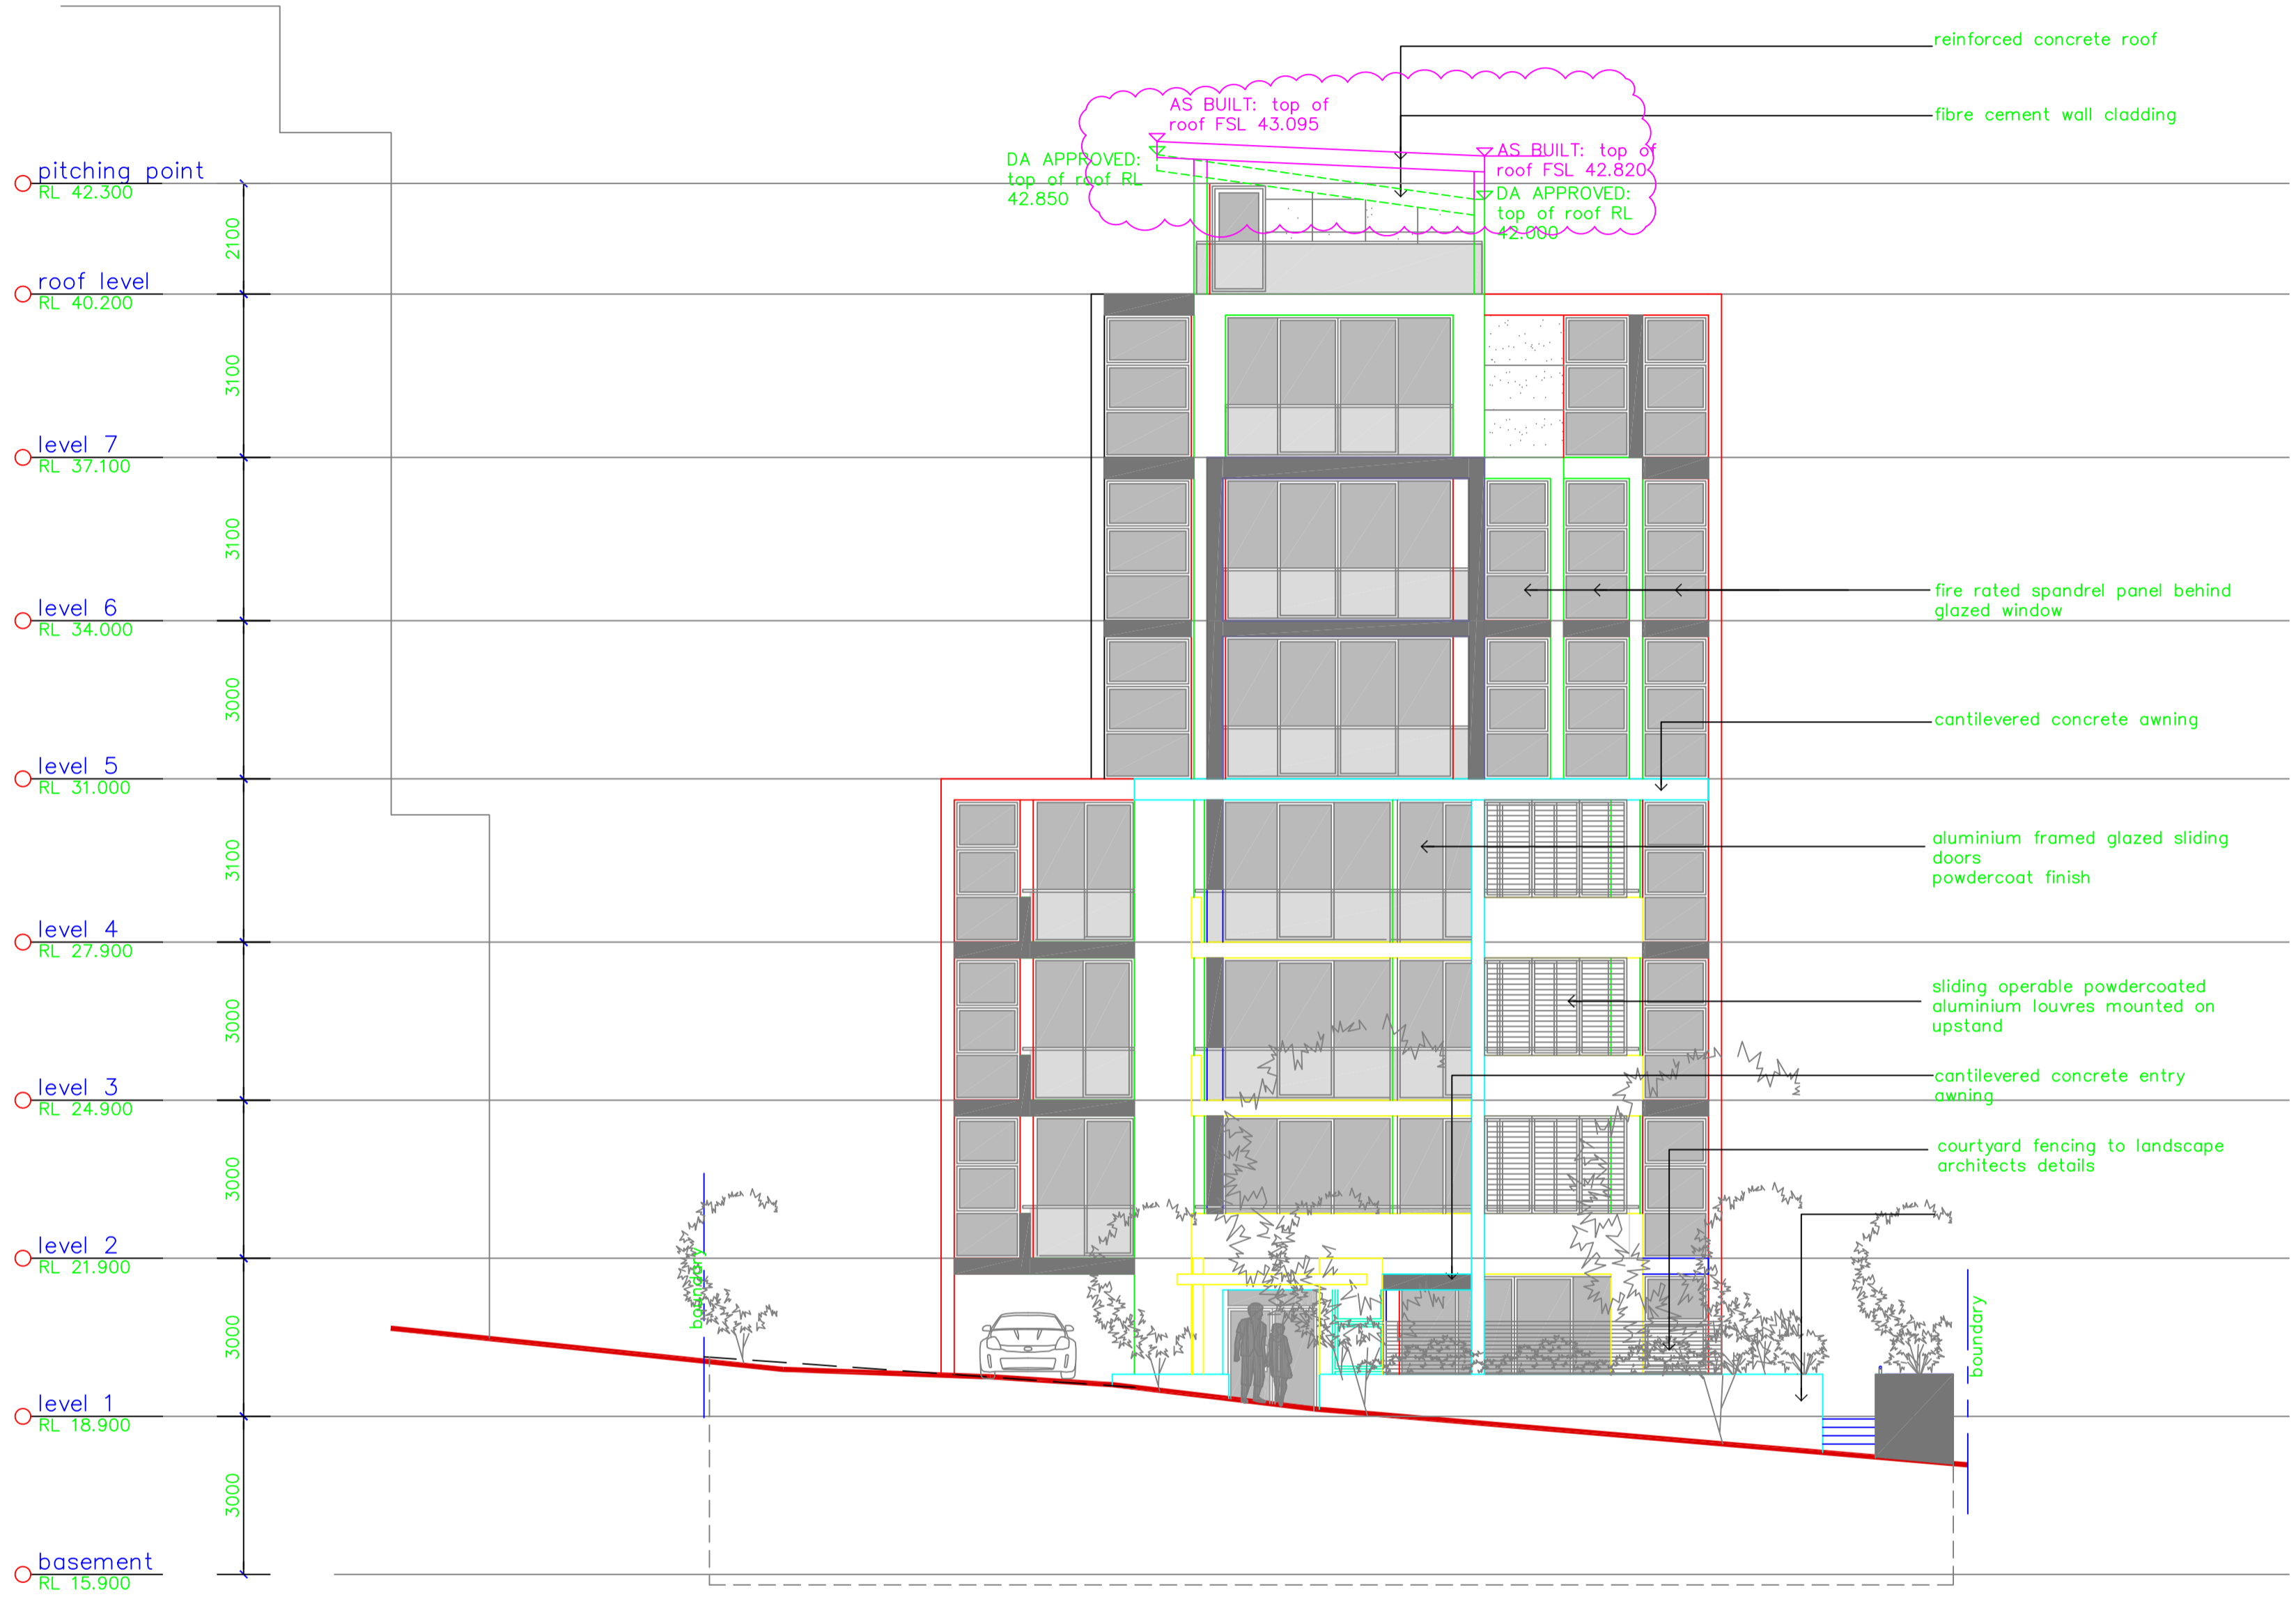 reinforced concrete roof
fibre cement wall cladding
AS BUILT: top of
roof FSL 43.095
DA APPROVED:
top of roof RL
42.850
AS BUILT: top of
roof FSL 42.820
DA APPROVED:
top of roof RL
42.000
pitching point
RL 42.300
2100
roof level
RL 40.200
3100
level 7
RL 37.100
3100
level 6
RL 34.000
fire rated spandrel panel behind
glazed window
3000
cantilevered concrete awning
level 5
RL 31.000
3100
aluminium framed glazed sliding
doors
powdercoat finish
level 4
RL 27.900
3000
sliding operable powdercoated
aluminium louvres mounted on
upstand
level 3
RL 24.900
cantilevered concrete entry
awning
3000
courtyard fencing to landscape
architects details
level 2
RL 21.900
boundary
3000
boundary
level 1
RL 18.900
3000
basement
RL 15.900